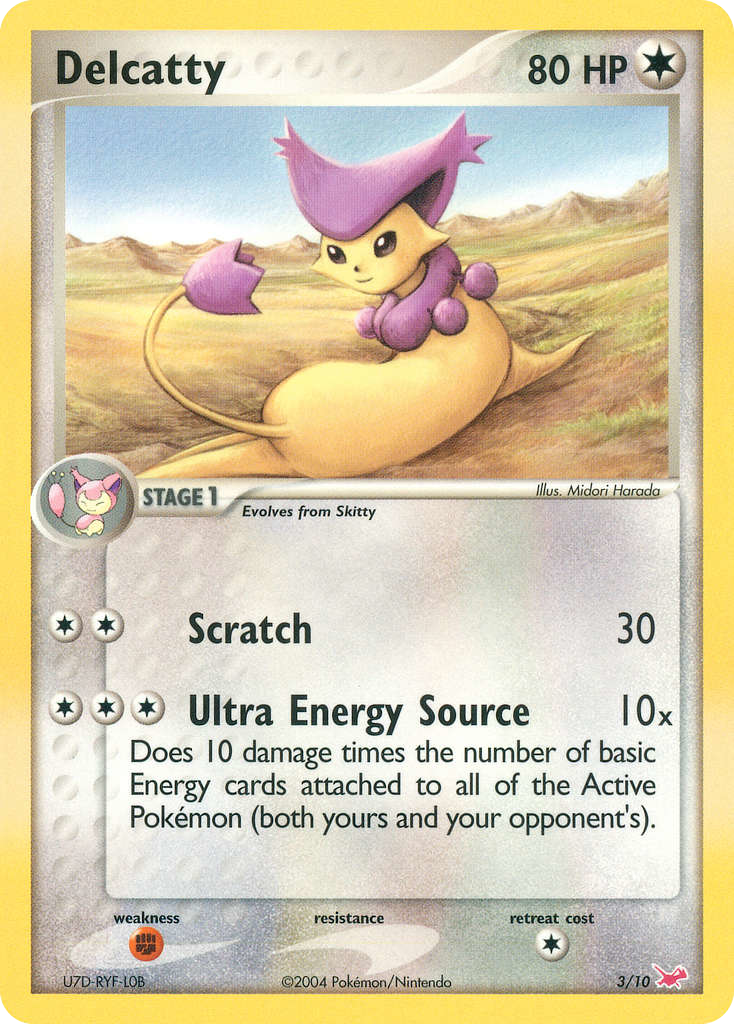 Delcatty 80 HP
STAGE 1
Illus. Midori Harada
Evolves from Skitty
Scratch 30
Ultra Energy Source 10x
Does 10 damage times the number of basic
Energy cards attached to all of the Active
Pokémon (both yours and your opponent's).
weakness resistance retreat cost
U7D-RYF-L0B ©2004 Pokémon/Nintendo 3/10